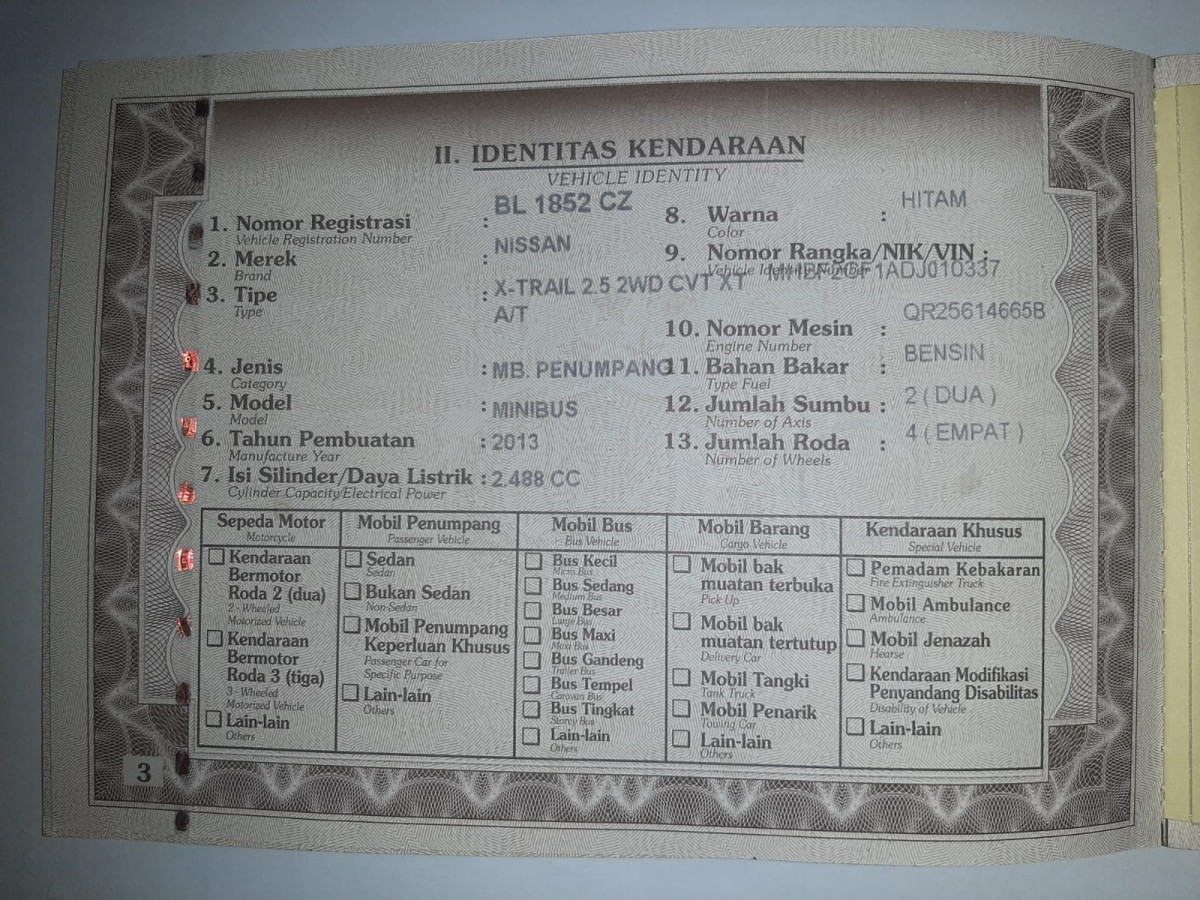 II. IDENTITAS KENDARAAN
VEHICLE IDENTITY
1. Nomor Registrasi : BL 1852 CZ
Vehicle Registration Number
2. Merek : NISSAN
Brand
3. Tipe : X-TRAIL 2.5 2WD CVT XT
Type
A/T
4. Jenis : MB. PENUMPANG
Category
5. Model : MINIBUS
Model
6. Tahun Pembuatan : 2013
Manufacture Year
7. Isi Silinder/Daya Listrik : 2.488 CC
Cylinder Capacity/Electrical Power
8. Warna : HITAM
Color
9. Nomor Rangka/NIK/VIN :
Vehicle Identity Number
10. Nomor Mesin : QR25614665B
Engine Number
11. Bahan Bakar : BENSIN
Type Fuel
12. Jumlah Sumbu : 2 ( DUA )
Number of Axis
13. Jumlah Roda : 4 ( EMPAT )
Number of Wheels
Sepeda Motor
Motorcycle
Kendaraan
Bermotor
Roda 2 (dua)
2 - Wheeled
Motorized Vehicle
Kendaraan
Bermotor
Roda 3 (tiga)
3 - Wheeled
Motorized Vehicle
Lain-lain
Others
Mobil Penumpang
Passenger Vehicle
Sedan
Sedan
Bukan Sedan
Non-Sedan
Mobil Penumpang
Keperluan Khusus
Passenger Car for
Specific Purpose
Lain-lain
Others
Mobil Bus
Bus Vehicle
Bus Kecil
Micro Bus
Bus Sedang
Medium Bus
Bus Besar
Large Bus
Bus Maxi
Maxi Bus
Bus Gandeng
Trailer Bus
Bus Tempel
Caravan Bus
Bus Tingkat
Storey Bus
Lain-lain
Others
Mobil Barang
Cargo Vehicle
Mobil bak
muatan terbuka
Pick Up
Mobil bak
muatan tertutup
Delivery Car
Mobil Tangki
Tank Truck
Mobil Penarik
Towing Car
Lain-lain
Others
Kendaraan Khusus
Special Vehicle
Pemadam Kebakaran
Fire Extinguisher Truck
Mobil Ambulance
Ambulance
Mobil Jenazah
Hearse
Kendaraan Modifikasi
Penyandang Disabilitas
Disability of Vehicle
Lain-lain
Others
3